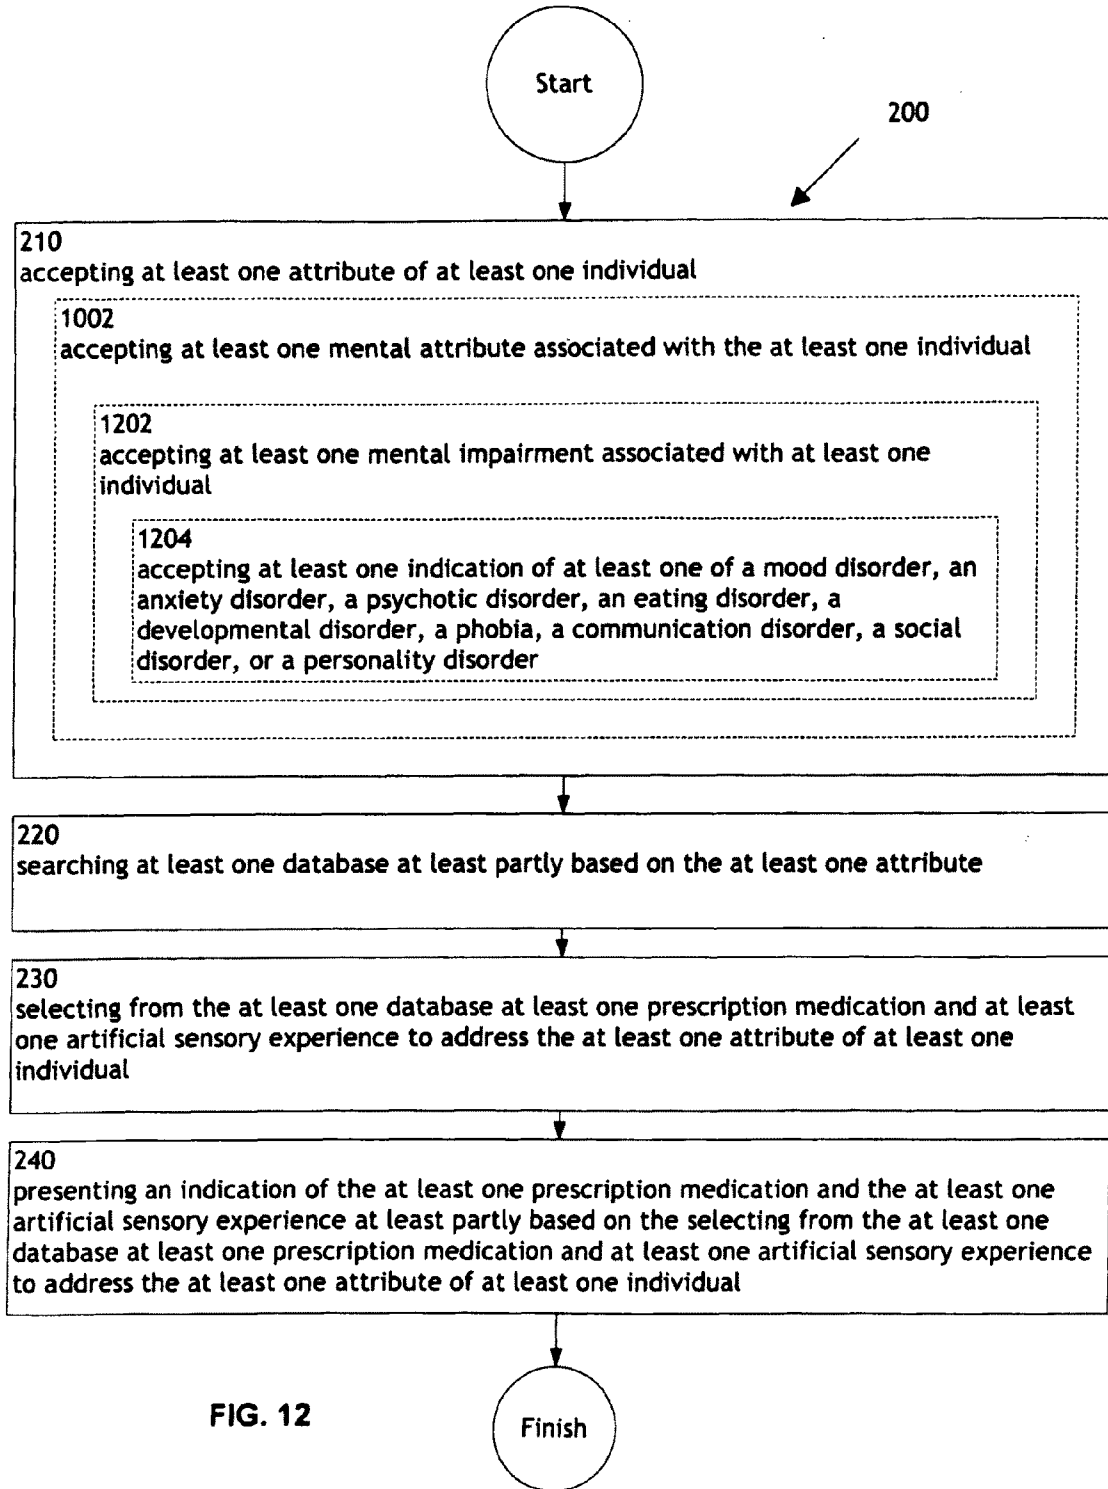 Start
200
210
accepting at least one attribute of at least one individual
1002
accepting at least one mental attribute associated with the at least one individual
1202
accepting at least one mental impairment associated with at least one
individual
1204
accepting at least one indication of at least one of a mood disorder, an
anxiety disorder, a psychotic disorder, an eating disorder, a
developmental disorder, a phobia, a communication disorder, a social
disorder, or a personality disorder
220
searching at least one database at least partly based on the at least one attribute
230
selecting from the at least one database at least one prescription medication and at least
one artificial sensory experience to address the at least one attribute of at least one
individual
240
presenting an indication of the at least one prescription medication and the at least one
artificial sensory experience at least partly based on the selecting from the at least one
database at least one prescription medication and at least one artificial sensory experience
to address the at least one attribute of at least one individual
FIG. 12
Finish